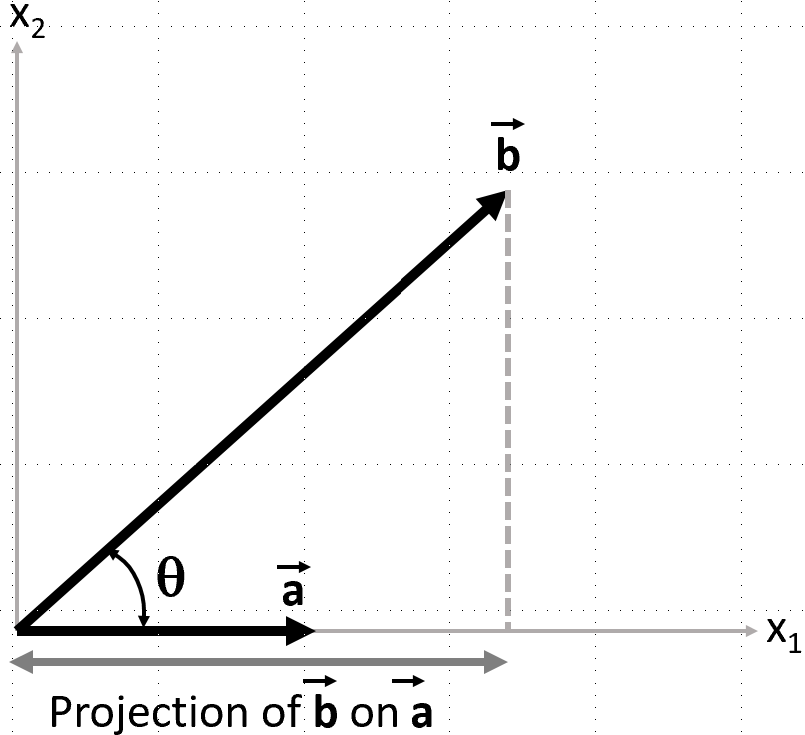 x₂
b⃗
θ
a⃗
x₁
Projection of b⃗ on a⃗